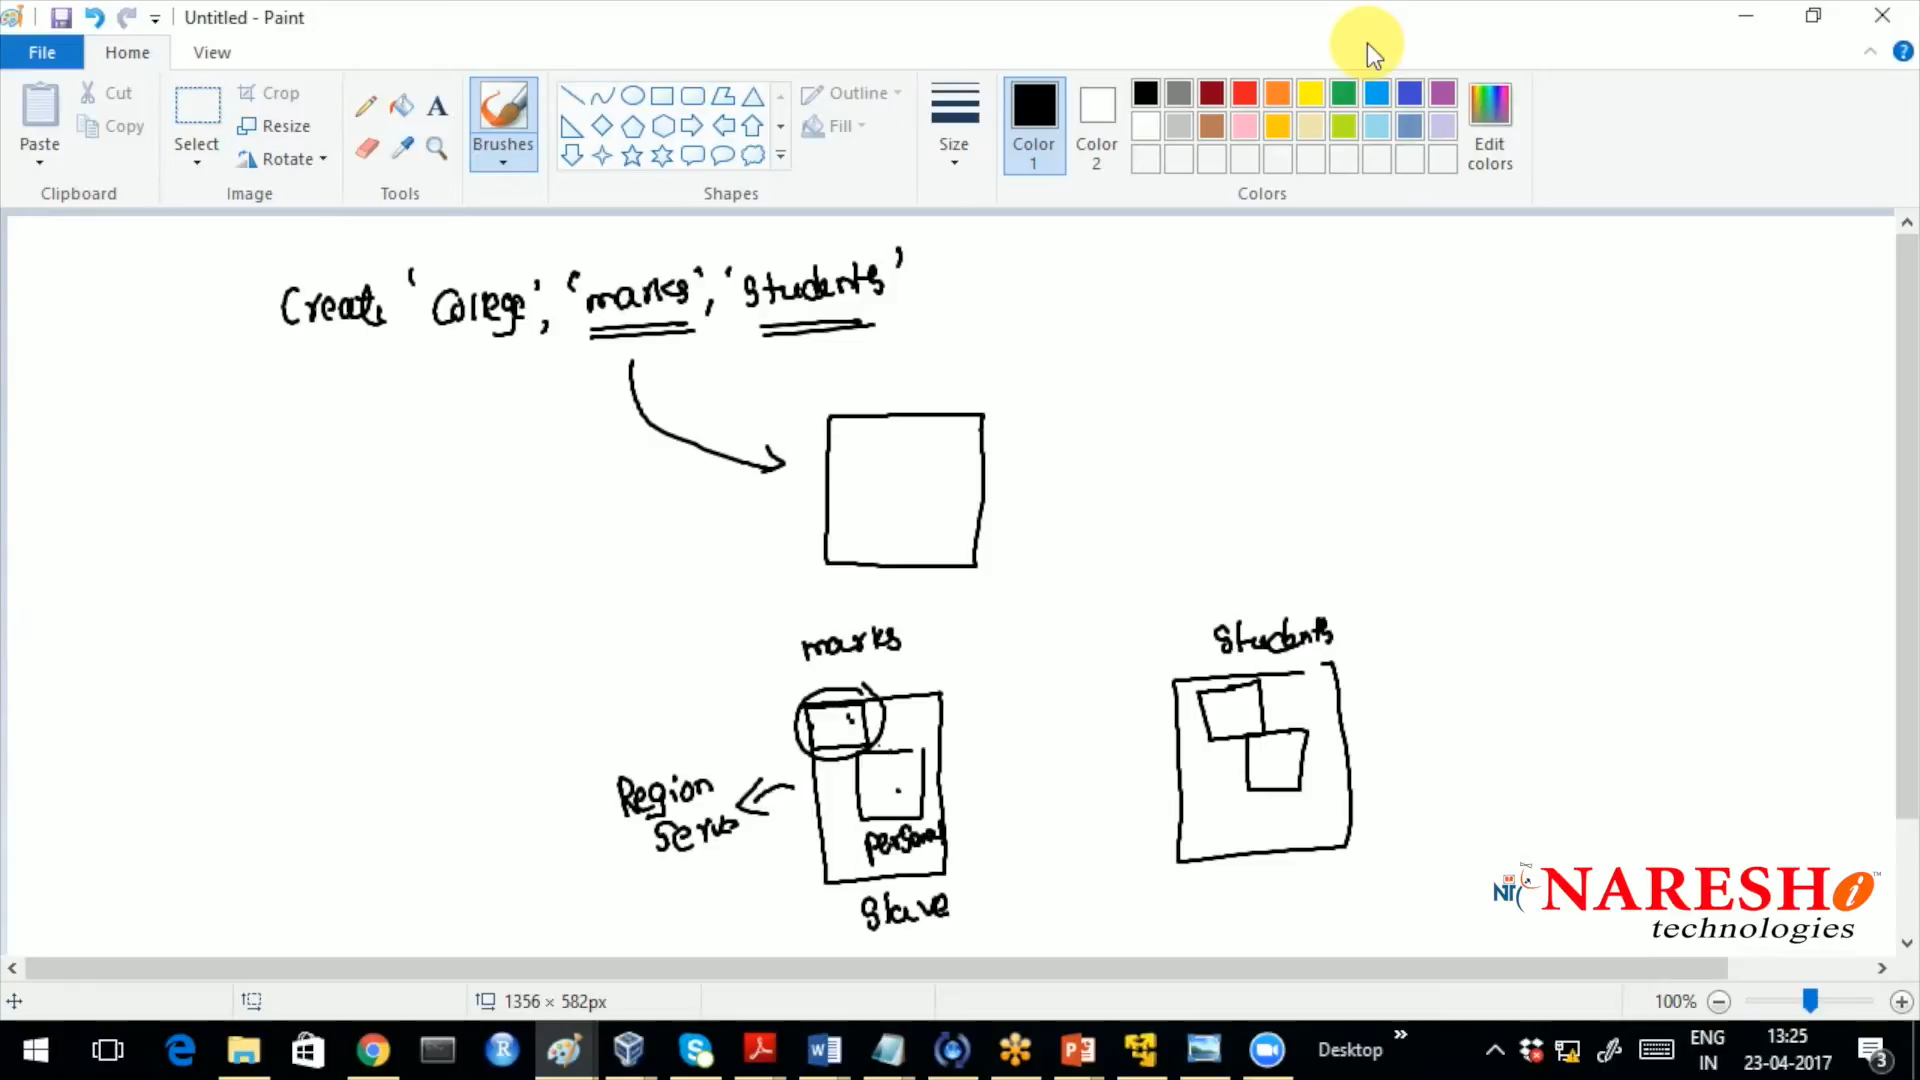 Untitled - Paint
File
Home
View
Paste
Cut
Copy
Clipboard
Select
Crop
Resize
Rotate
Image
A
Tools
Brushes
Outline
Fill
Shapes
Size
Color 1
Color 2
Edit colors
Colors
Create 'College', 'marks', 'Students'
marks
Students
Region
Serv
Personal
Slave
NARESH i
technologies
1356 × 582px
100%
Desktop
ENG
IN
13:25
23-04-2017
3